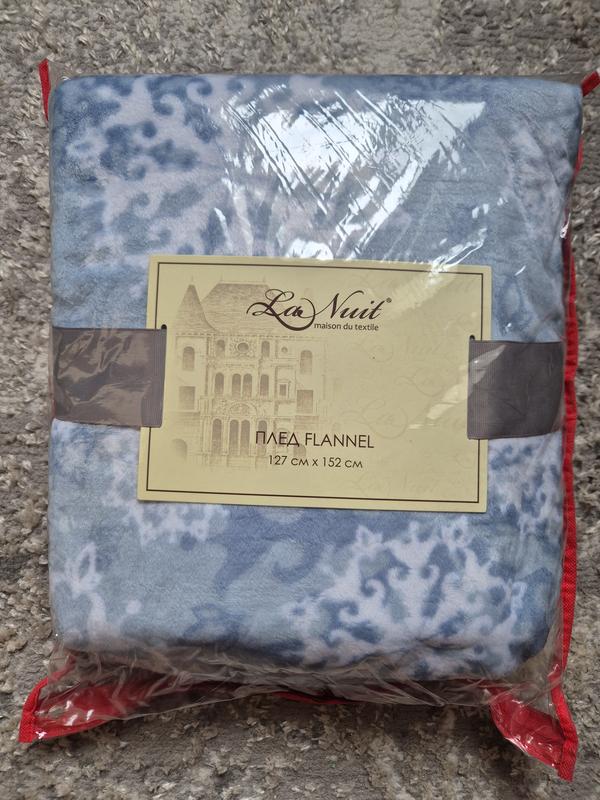 La Nuit®
maison du textile
ПЛЕД FLANNEL
127 см x 152 см